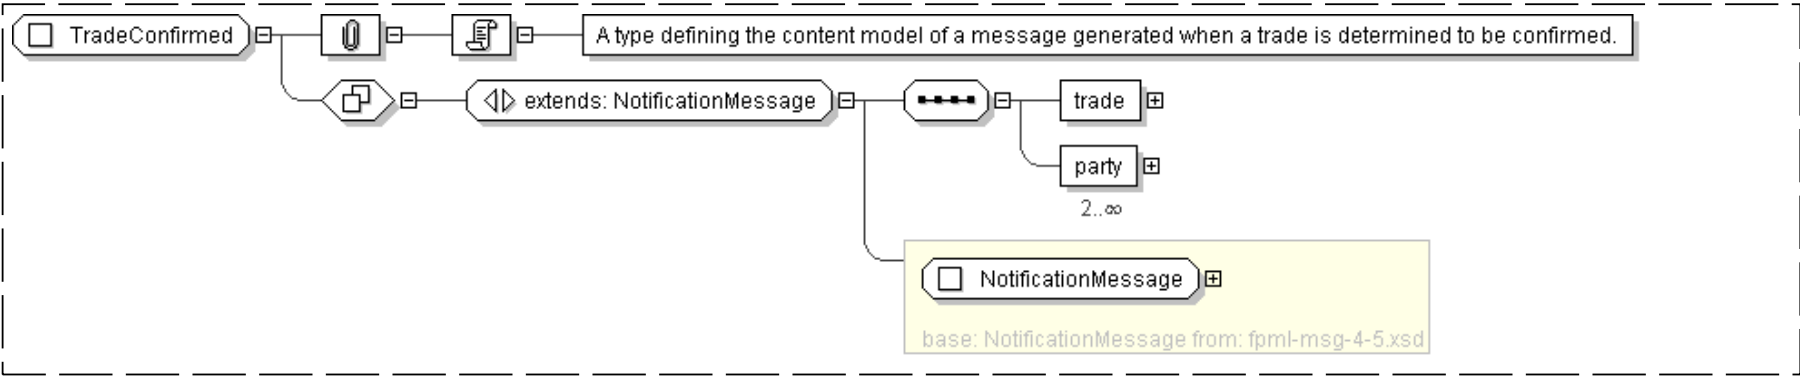 TradeConfirmed
A type defining the content model of a message generated when a trade is determined to be confirmed.
extends: NotificationMessage
trade
party
2..∞
NotificationMessage
base: NotificationMessage from: fpml-msg-4-5.xsd